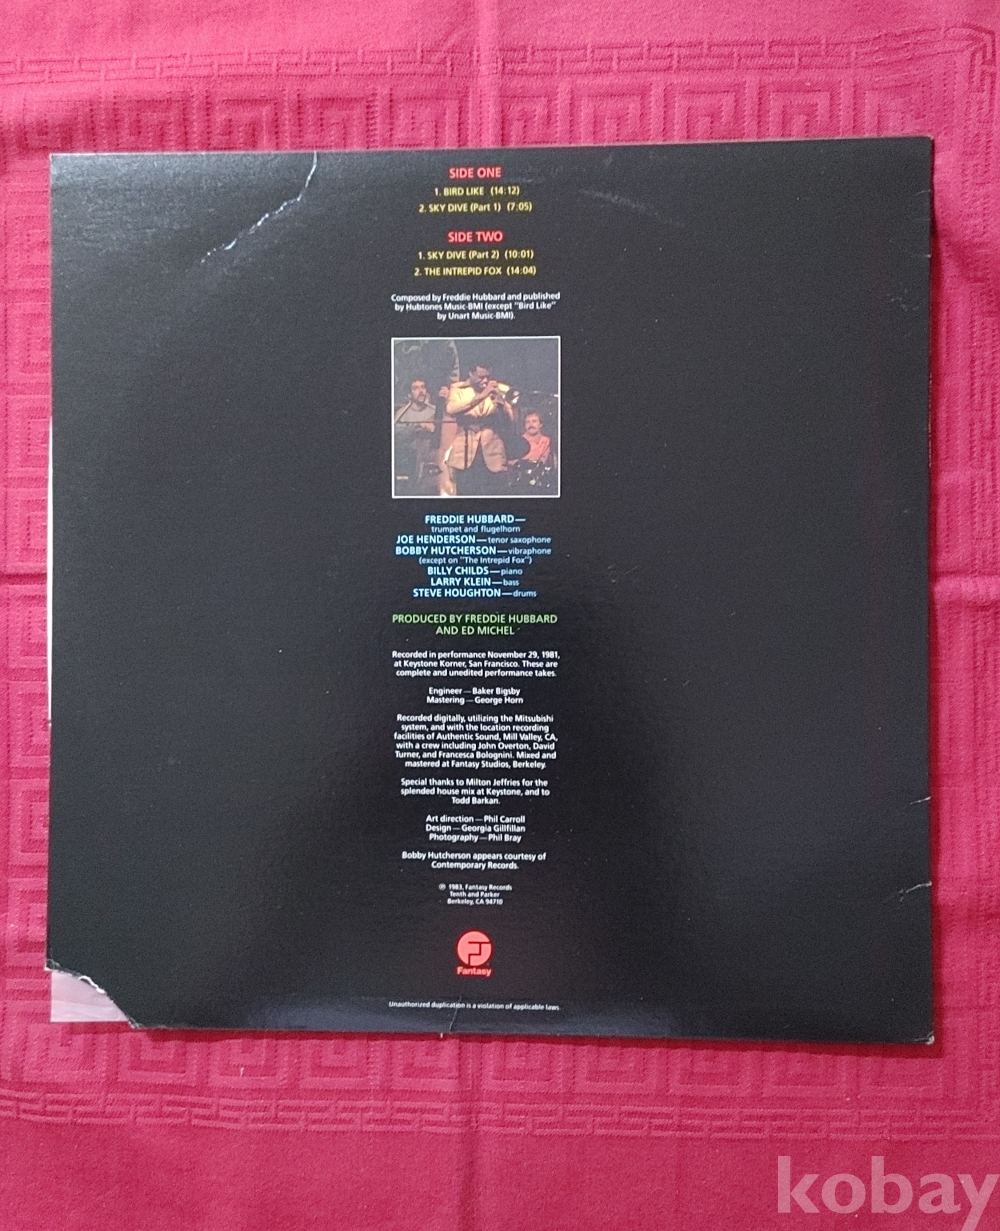 SIDE ONE
1. BIRD LIKE (14:12)
2. SKY DIVE (Part 1) (7:05)
SIDE TWO
1. SKY DIVE (Part 2) (10:01)
2. THE INTREPID FOX (14:04)
Composed by Freddie Hubbard and published
by Hubtones Music-BMI (except "Bird Like"
by Unart Music-BMI).
FREDDIE HUBBARD—
trumpet and flugelhorn
JOE HENDERSON—tenor saxophone
BOBBY HUTCHERSON—vibraphone
(except on "The Intrepid Fox")
BILLY CHILDS—piano
LARRY KLEIN—bass
STEVE HOUGHTON—drums
PRODUCED BY FREDDIE HUBBARD
AND ED MICHEL
Recorded in performance November 29, 1981,
at Keystone Korner, San Francisco. These are
complete and unedited performance takes.
Engineer—Baker Bigsby
Mastering—George Horn
Recorded digitally, utilizing the Mitsubishi
system, and with the location recording
facilities of Authentic Sound, Mill Valley, CA,
with a crew including John Overton, David
Turner, and Francesca Bolognini. Mixed and
mastered at Fantasy Studios, Berkeley.
Special thanks to Milton Jeffries for the
splended house mix at Keystone, and to
Todd Barkan.
Art direction—Phil Carroll
Design—Georgia Gillfillan
Photography—Phil Bray
Bobby Hutcherson appears courtesy of
Contemporary Records.
℗ 1983, Fantasy Records
Tenth and Parker
Berkeley, CA 94710
Fantasy
Unauthorized duplication is a violation of applicable laws.
kobay